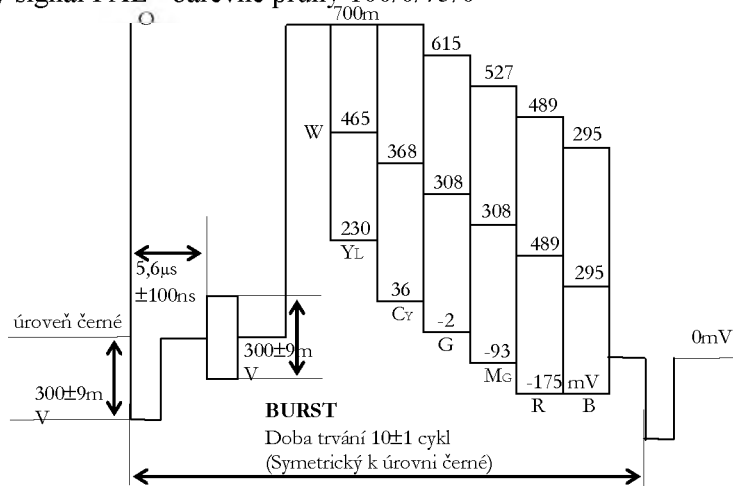 signál PAL - barevné pruhy 100/0/75/0
700m
615
527
489
295
W
465
368
308
308
489
295
230
YL
36
CY
-2
G
-93
MG
-175 mV
R
B
5,6µs
±100ns
úroveň černé
300±9m
V
300±9m
V
0mV
BURST
Doba trvání 10±1 cykl
(Symetrický k úrovni černé)